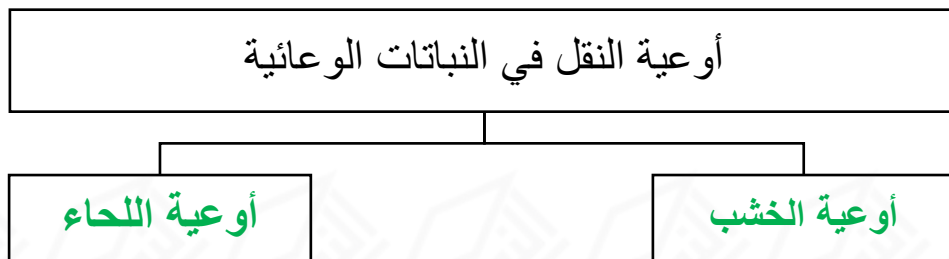 أوعية النقل في النباتات الوعائية
أوعية الخشب
أوعية اللحاء